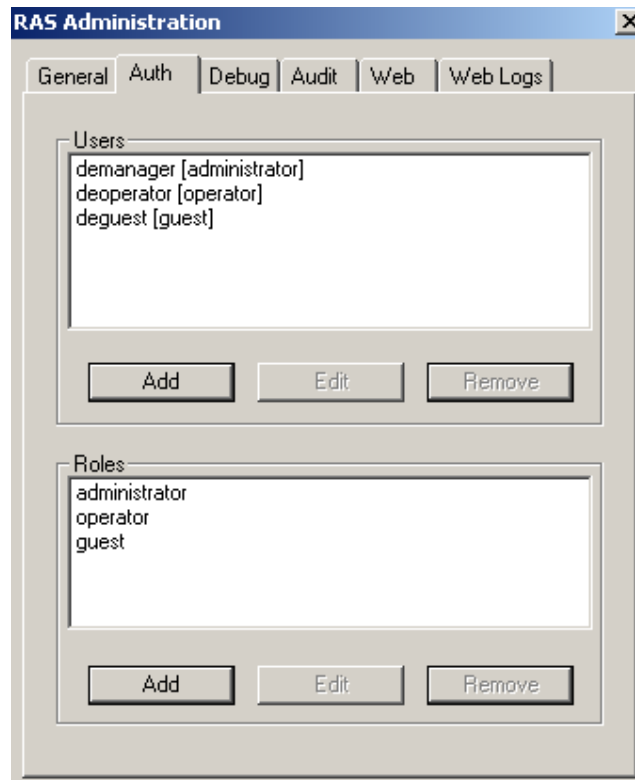 RAS Administration
General Auth Debug Audit Web Web Logs
Users
demanager [administrator]
deoperator [operator]
deguest [guest]
Add Edit Remove
Roles
administrator
operator
guest
Add Edit Remove